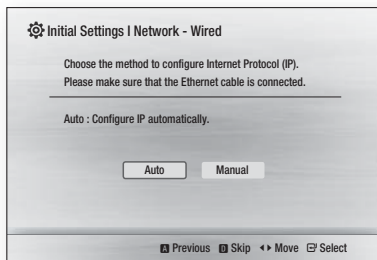 Initial Settings I Network - Wired
Choose the method to configure Internet Protocol (IP).
Please make sure that the Ethernet cable is connected.
Auto : Configure IP automatically.
Auto Manual
A Previous D Skip Move Select